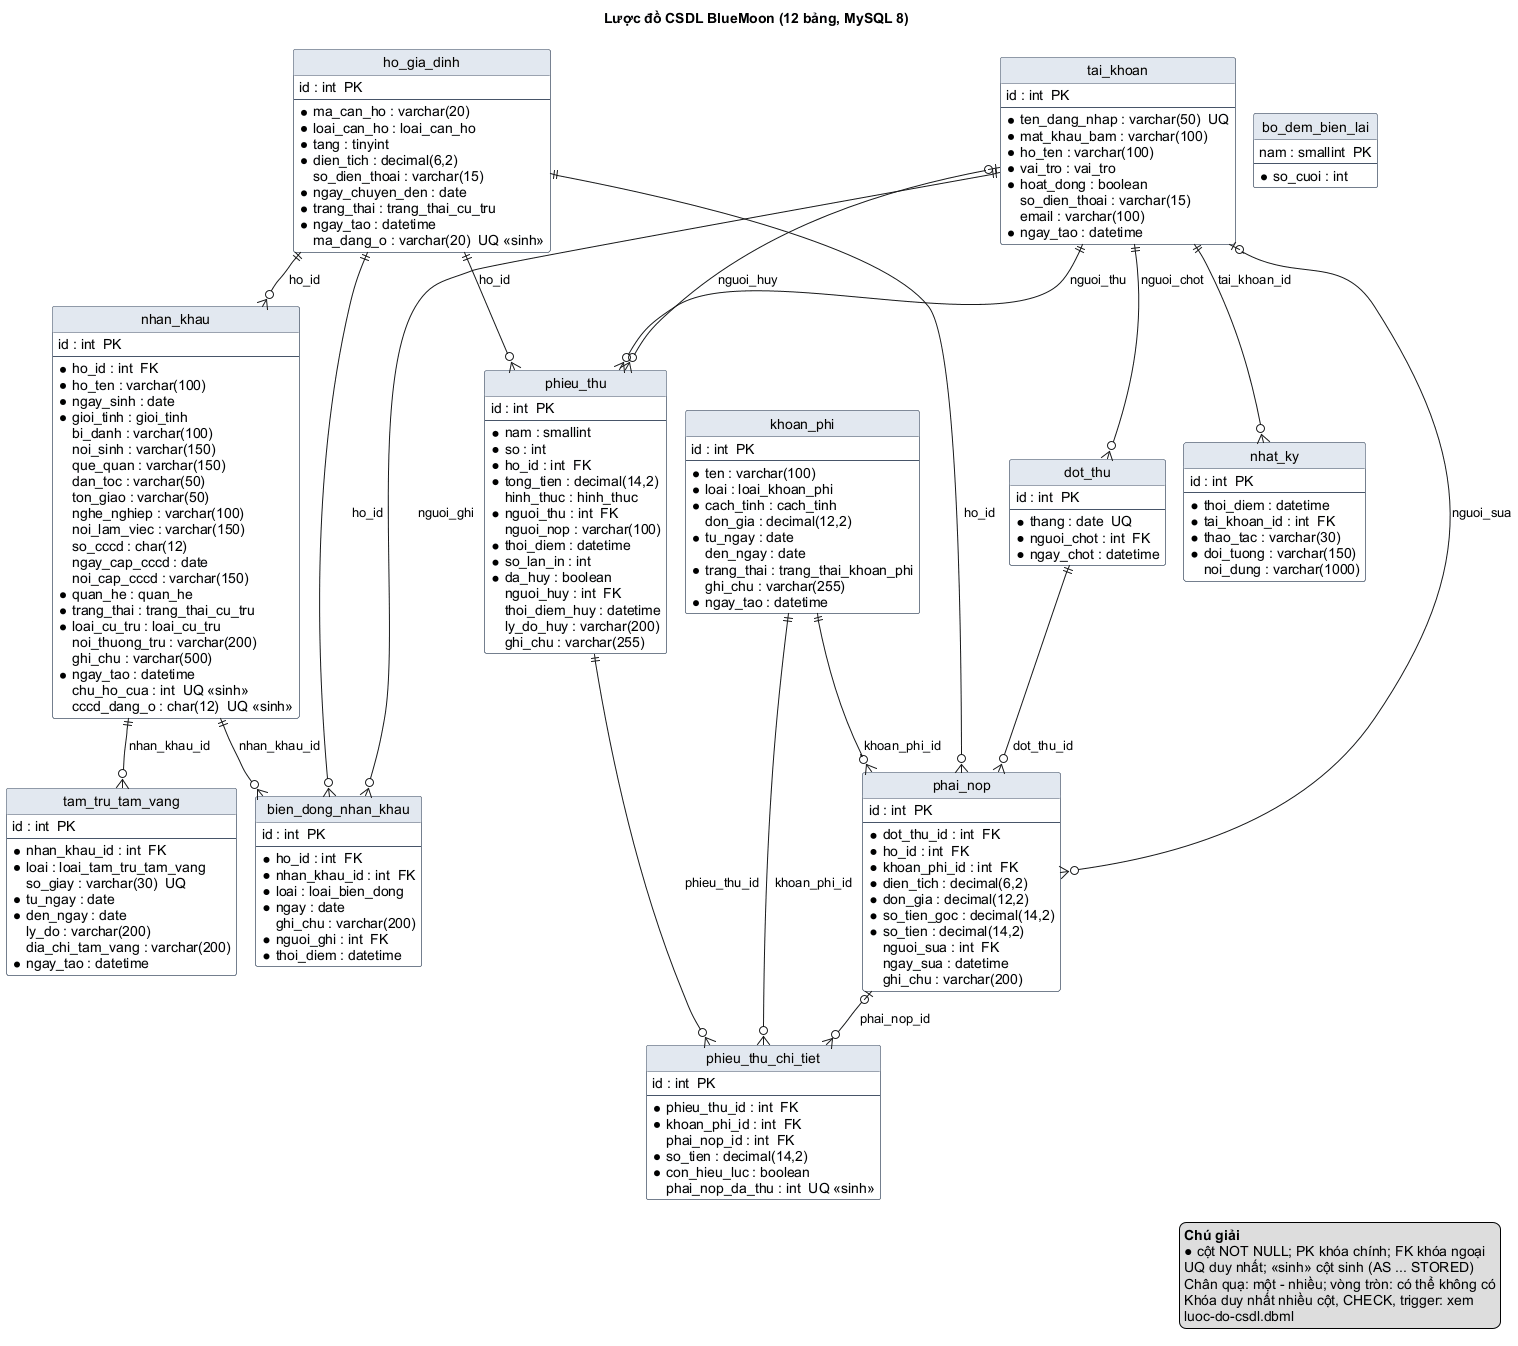 Lược đồ CSDL BlueMoon (12 bảng, MySQL 8)
ho_gia_dinh
id : int PK
● ma_can_ho : varchar(20)
● loai_can_ho : loai_can_ho
● tang : tinyint
● dien_tich : decimal(6,2)
so_dien_thoai : varchar(15)
● ngay_chuyen_den : date
● trang_thai : trang_thai_cu_tru
● ngay_tao : datetime
ma_dang_o : varchar(20) UQ «sinh»
tai_khoan
id : int PK
● ten_dang_nhap : varchar(50) UQ
● mat_khau_bam : varchar(100)
● ho_ten : varchar(100)
● vai_tro : vai_tro
● hoat_dong : boolean
so_dien_thoai : varchar(15)
email : varchar(100)
● ngay_tao : datetime
bo_dem_bien_lai
nam : smallint PK
● so_cuoi : int
ho_id
ho_id
nguoi_huy
nguoi_thu
nguoi_chot
tai_khoan_id
nhan_khau
id : int PK
● ho_id : int FK
● ho_ten : varchar(100)
● ngay_sinh : date
● gioi_tinh : gioi_tinh
bi_danh : varchar(100)
noi_sinh : varchar(150)
que_quan : varchar(150)
dan_toc : varchar(50)
ton_giao : varchar(50)
nghe_nghiep : varchar(100)
noi_lam_viec : varchar(150)
so_cccd : char(12)
ngay_cap_cccd : date
noi_cap_cccd : varchar(150)
● quan_he : quan_he
● trang_thai : trang_thai_cu_tru
● loai_cu_tru : loai_cu_tru
noi_thuong_tru : varchar(200)
ghi_chu : varchar(500)
● ngay_tao : datetime
chu_ho_cua : int UQ «sinh»
cccd_dang_o : char(12) UQ «sinh»
ho_id
nguoi_ghi
phieu_thu
id : int PK
● nam : smallint
● so : int
● ho_id : int FK
● tong_tien : decimal(14,2)
hinh_thuc : hinh_thuc
● nguoi_thu : int FK
nguoi_nop : varchar(100)
● thoi_diem : datetime
● so_lan_in : int
● da_huy : boolean
nguoi_huy : int FK
thoi_diem_huy : datetime
ly_do_huy : varchar(200)
ghi_chu : varchar(255)
khoan_phi
id : int PK
● ten : varchar(100)
● loai : loai_khoan_phi
● cach_tinh : cach_tinh
don_gia : decimal(12,2)
● tu_ngay : date
den_ngay : date
● trang_thai : trang_thai_khoan_phi
ghi_chu : varchar(255)
● ngay_tao : datetime
ho_id
dot_thu
id : int PK
● thang : date UQ
● nguoi_chot : int FK
● ngay_chot : datetime
nhat_ky
id : int PK
● thoi_diem : datetime
● tai_khoan_id : int FK
● thao_tac : varchar(30)
● doi_tuong : varchar(150)
noi_dung : varchar(1000)
nguoi_sua
nhan_khau_id
nhan_khau_id
khoan_phi_id
dot_thu_id
tam_tru_tam_vang
id : int PK
● nhan_khau_id : int FK
● loai : loai_tam_tru_tam_vang
so_giay : varchar(30) UQ
● tu_ngay : date
● den_ngay : date
ly_do : varchar(200)
dia_chi_tam_vang : varchar(200)
● ngay_tao : datetime
bien_dong_nhan_khau
id : int PK
● ho_id : int FK
● nhan_khau_id : int FK
● loai : loai_bien_dong
● ngay : date
ghi_chu : varchar(200)
● nguoi_ghi : int FK
● thoi_diem : datetime
phieu_thu_id
khoan_phi_id
phai_nop
id : int PK
● dot_thu_id : int FK
● ho_id : int FK
● khoan_phi_id : int FK
● dien_tich : decimal(6,2)
● don_gia : decimal(12,2)
● so_tien_goc : decimal(14,2)
● so_tien : decimal(14,2)
nguoi_sua : int FK
ngay_sua : datetime
ghi_chu : varchar(200)
phai_nop_id
phieu_thu_chi_tiet
id : int PK
● phieu_thu_id : int FK
● khoan_phi_id : int FK
phai_nop_id : int FK
● so_tien : decimal(14,2)
● con_hieu_luc : boolean
phai_nop_da_thu : int UQ «sinh»
Chú giải
● cột NOT NULL; PK khóa chính; FK khóa ngoại
UQ duy nhất; «sinh» cột sinh (AS ... STORED)
Chân quạ: một - nhiều; vòng tròn: có thể không có
Khóa duy nhất nhiều cột, CHECK, trigger: xem
luoc-do-csdl.dbml